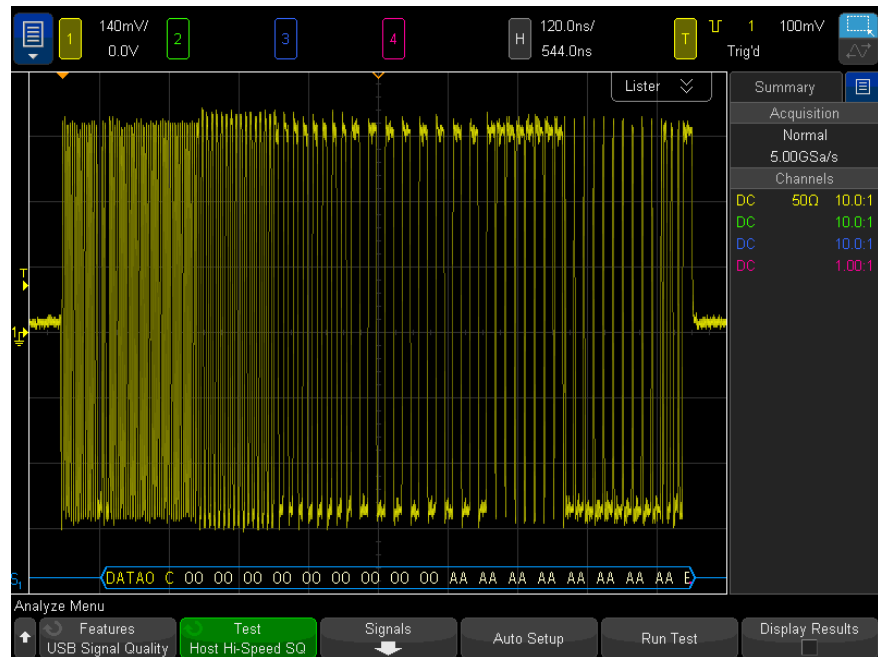 1 140mV/ 2 3 4 H 120.0ns/ T 1 100mV
0.0V 544.0ns Trig'd
Lister
Summary
Acquisition
Normal
5.00GSa/s
Channels
DC 50Ω 10.0:1
DC 10.0:1
DC 10.0:1
DC 1.00:1
T
1
S1 DATA0 C 00 00 00 00 00 00 00 00 00 AA AA AA AA AA AA AA AA E
Analyze Menu
Features Test Signals Auto Setup Run Test Display Results
USB Signal Quality Host Hi-Speed SQ